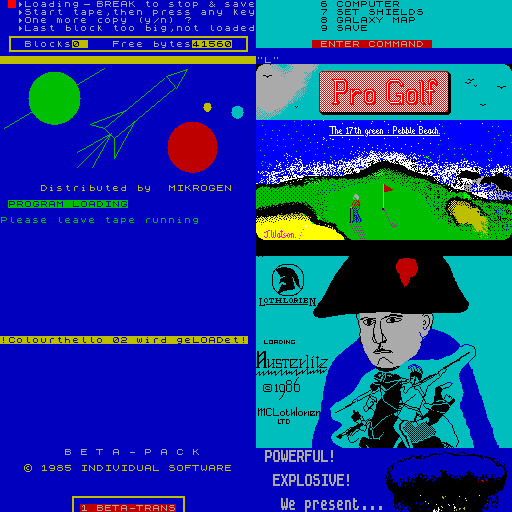 Loading— BREAK to stop & save
Start tape,then press any key
One more copy (y/n) ?
Last block too big,not loaded
Blocks0 Free bytes41560
Distributed by MIKROGEN
PROGRAM LOADING
Please leave tape running
!Colourthello 02 wird geLOADet!
BETA-PACK
© 1985 INDIVIDUAL SOFTWARE
1 BETA-TRANS
6 COMPUTER
7 SET SHIELDS
8 GALAXY MAP
9 SAVE
ENTER COMMAND
"L"
Pro Golf
The 17th green : Pebble Beach.
J.Watson.
LOTHLORIEN
LOADING
Austerlitz
©1986
MCLothlorien
LTD
POWERFUL!
EXPLOSIVE!
We present...